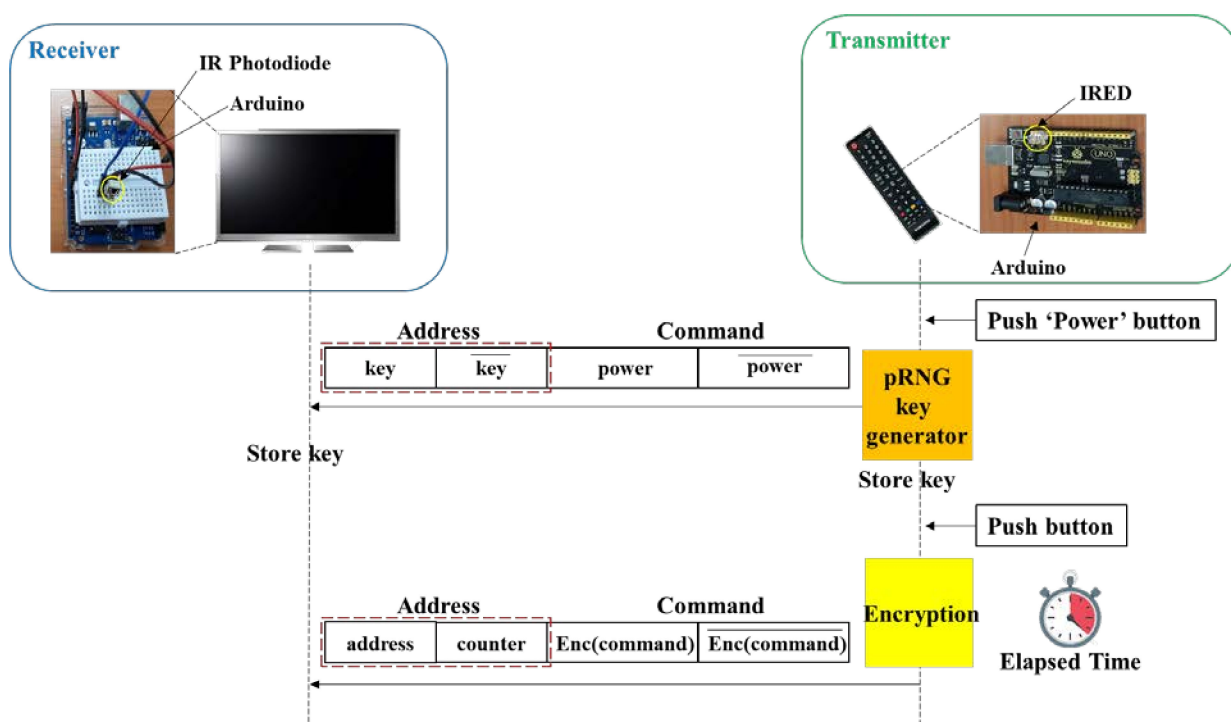 Receiver
IR Photodiode
Arduino
Transmitter
IRED
UNO
Arduino
Push ‘Power’ button
Address
Command
key
key
power
power
pRNG
key
generator
Store key
Store key
Push button
Address
Command
address
counter
Enc(command)
Enc(command)
Encryption
Elapsed Time